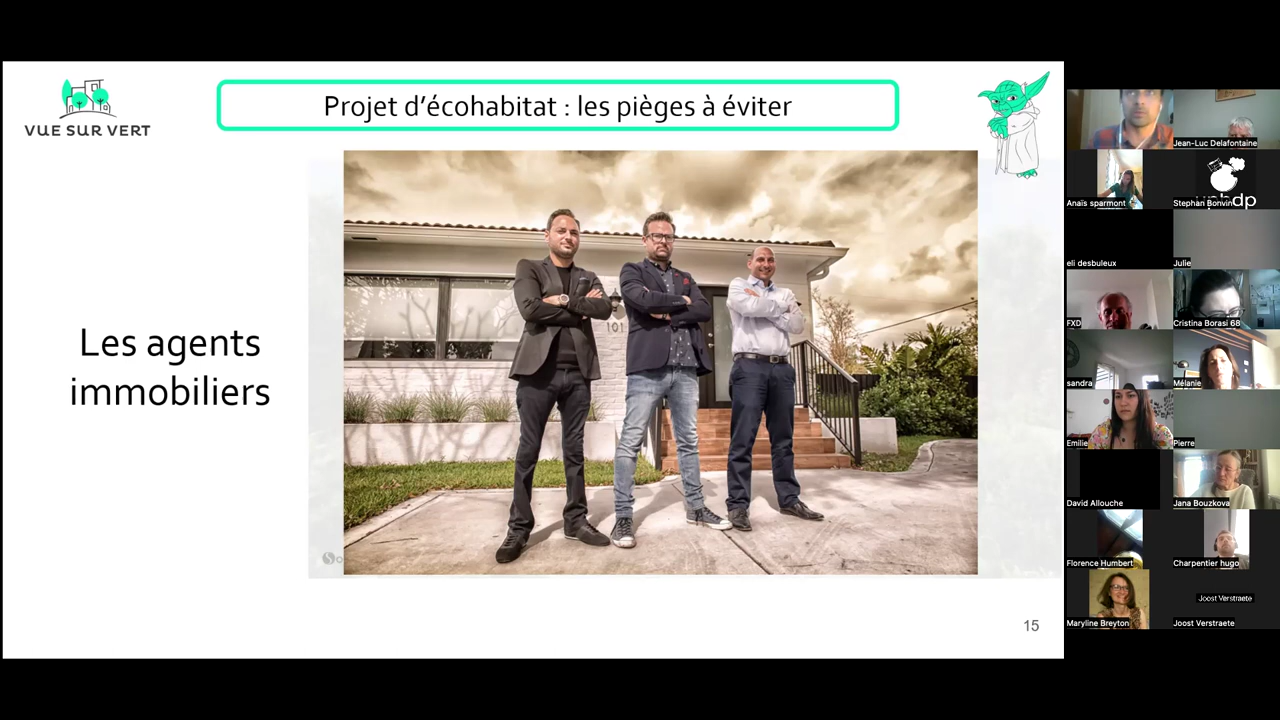 VUE SUR VERT
Projet d'écohabitat : les pièges à éviter
Les agents
immobiliers
101
15
Jean-Luc Delafontaine
Anaïs sparmont
Stephan Bonvin
eli desbuleux
Julie
FXD
Cristina Borasi 68
sandra
Mélanie
Emilie
Pierre
David Allouche
Jana Bouzkova
Florence Humbert
Charpentier hugo
Maryline Breyton
Joost Verstraete
Joost Verstraete